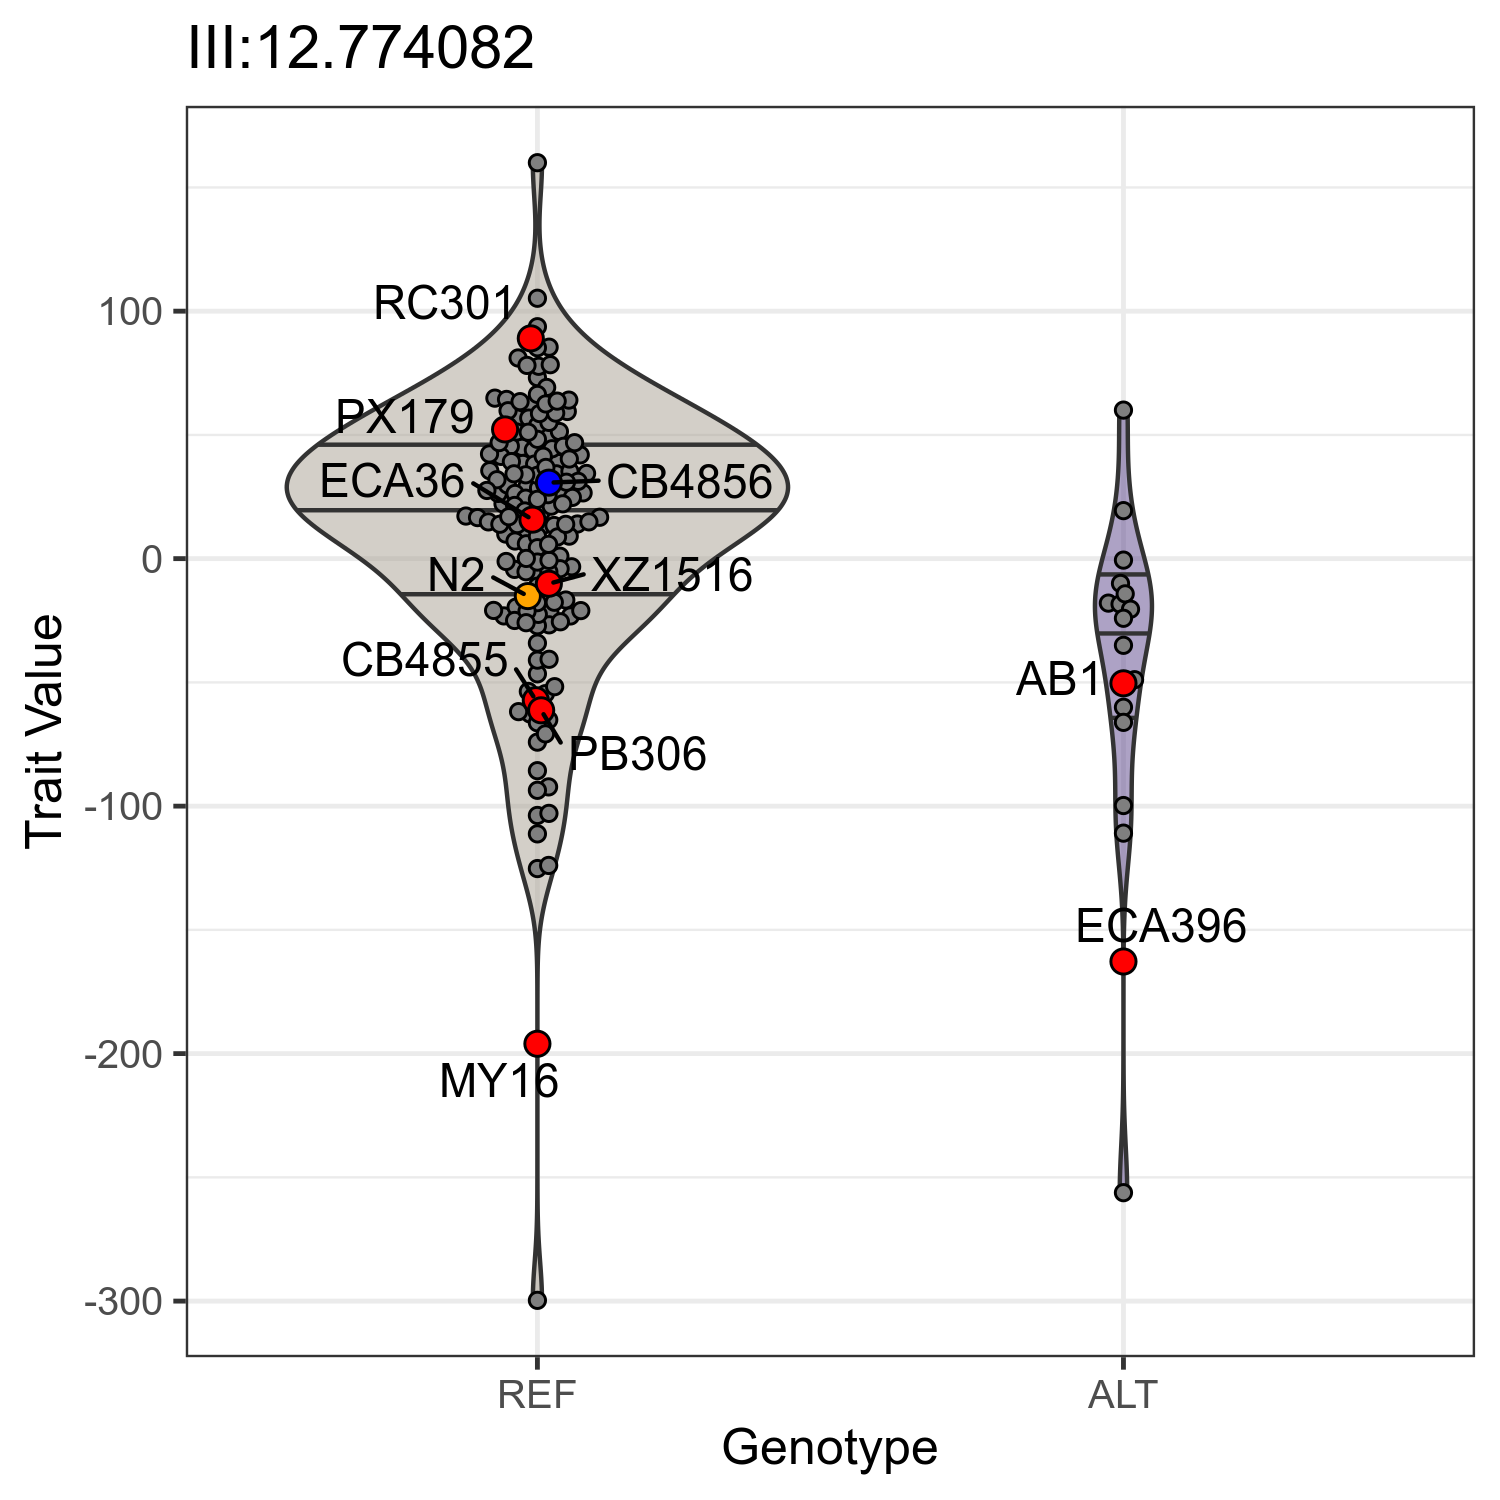 III:12.774082
RC301
100
PX179
ECA36
CB4856
0
N2
XZ1516
CB4855
AB1
PB306
-100
ECA396
-200
MY16
-300
Trait Value
REF
ALT
Genotype